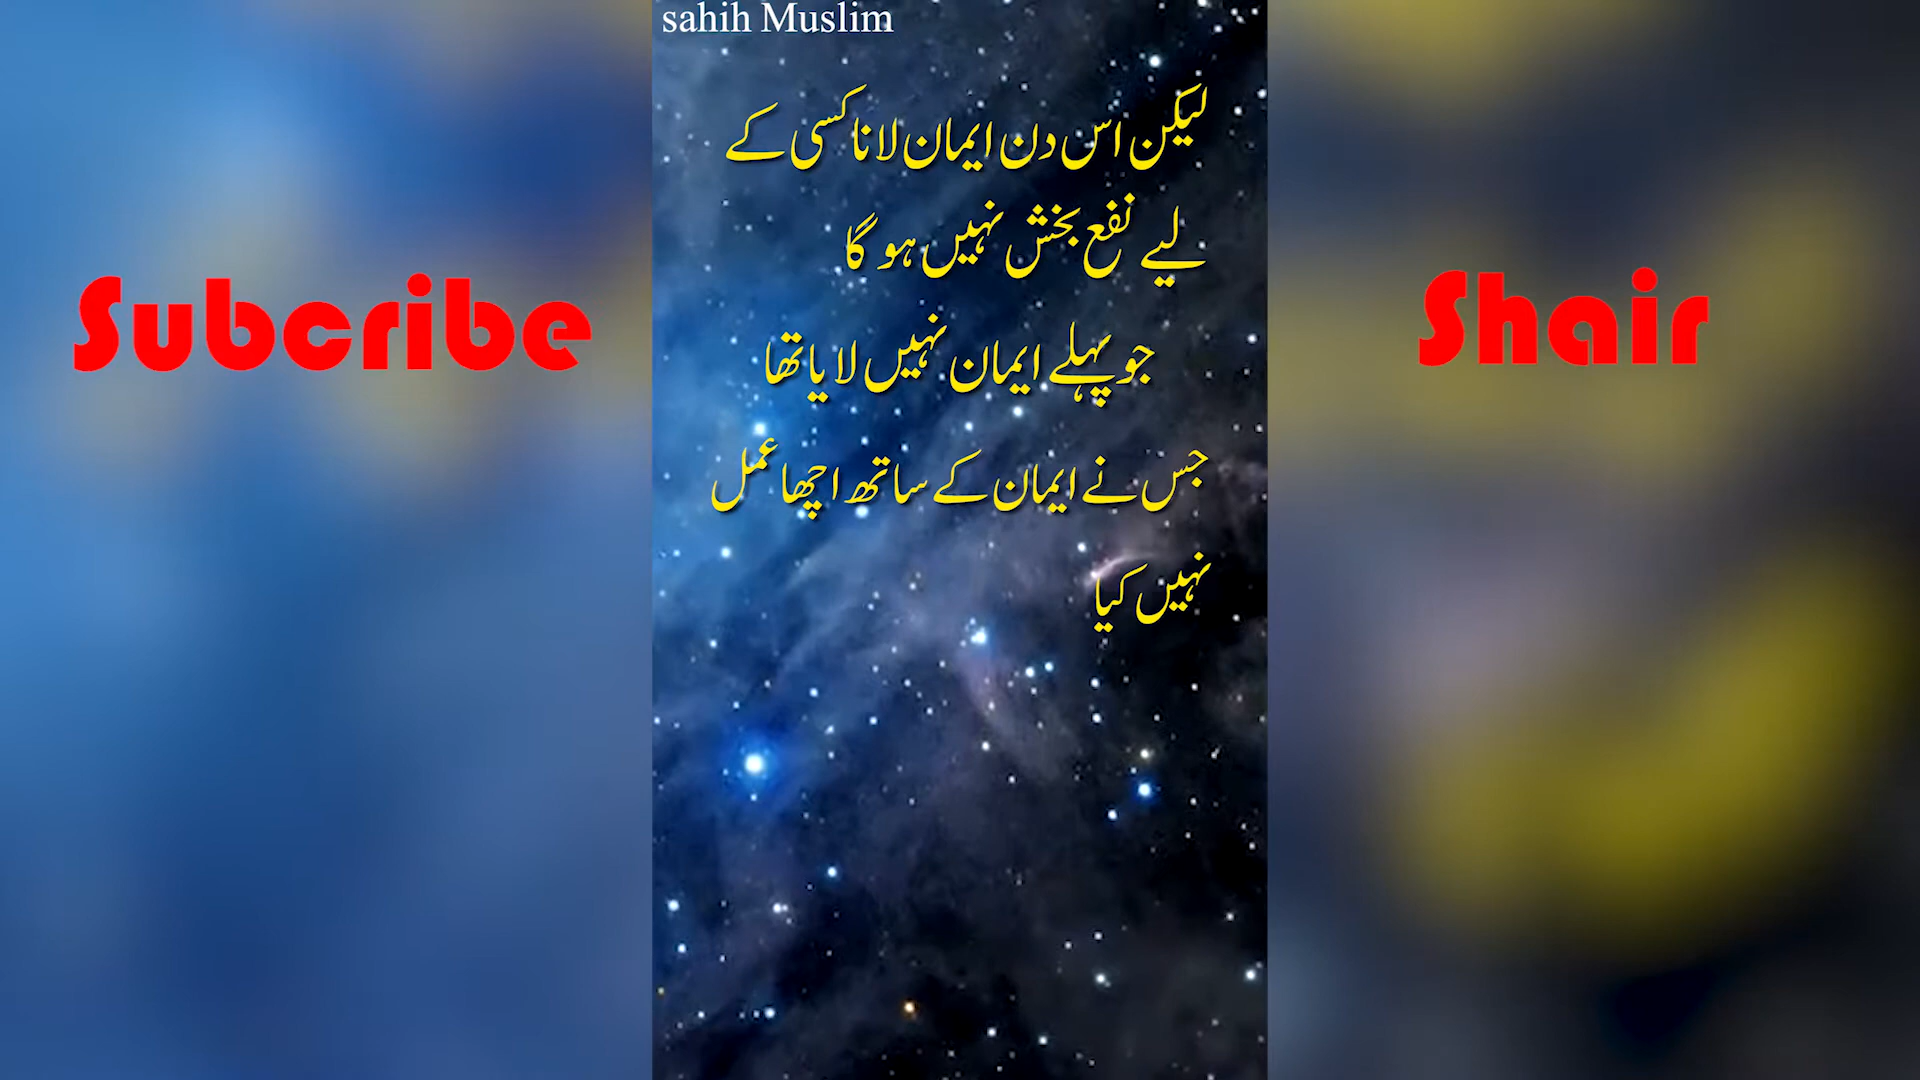 sahih Muslim
لیکن اس دن ایمان لانا کسی کے
لیے نفع بخش نہیں ہو گا
جو پہلے ایمان نہیں لایا تھا
جس نے ایمان کے ساتھ اچھا عمل
نہیں کیا
Subcribe
Shair